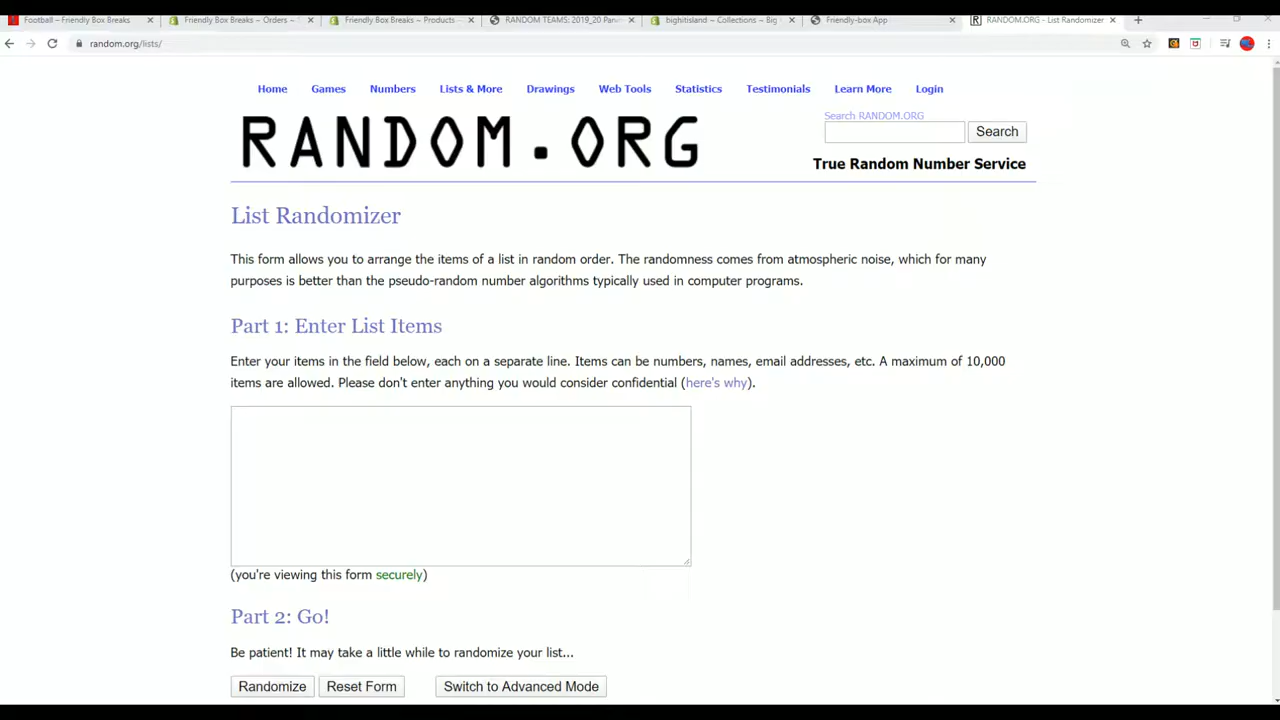 Football – Friendly Box Breaks
Friendly Box Breaks ~ Orders ~
Friendly Box Breaks ~ Products ~
RANDOM TEAMS: 2019_20 Pan
bighitisland ~ Collections ~ Big
Friendly-box App
RANDOM.ORG - List Randomizer
random.org/lists/
Home Games Numbers Lists & More Drawings Web Tools Statistics Testimonials Learn More Login
RANDOM.ORG
Search RANDOM.ORG
Search
True Random Number Service
List Randomizer
This form allows you to arrange the items of a list in random order. The randomness comes from atmospheric noise, which for many
purposes is better than the pseudo-random number algorithms typically used in computer programs.
Part 1: Enter List Items
Enter your items in the field below, each on a separate line. Items can be numbers, names, email addresses, etc. A maximum of 10,000
items are allowed. Please don't enter anything you would consider confidential (here's why).
(you're viewing this form securely)
Part 2: Go!
Be patient! It may take a little while to randomize your list...
Randomize Reset Form Switch to Advanced Mode